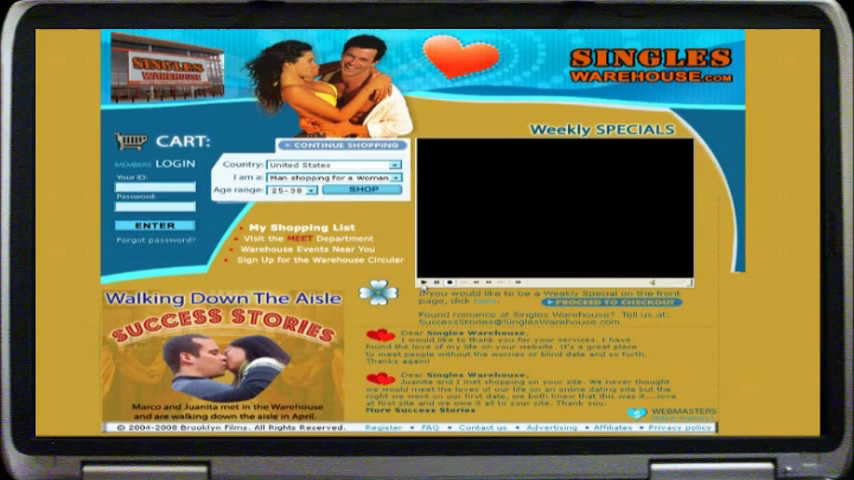 SINGLES
WAREHOUSE
SINGLES
WAREHOUSE.COM
Weekly SPECIALS
CART:
> CONTINUE SHOPPING
MEMBERS LOGIN
Your ID:
Password:
ENTER
Forgot password?
Country: United States
I am a: Man shopping for a Woman
Age range: 25-38
SHOP
• My Shopping List
• Visit the MEET Department
• Warehouse Events Near You
• Sign Up for the Warehouse Circular
If you would like to be a Weekly Special on the front
page, click here.
PROCEED TO CHECKOUT
Found romance at Singles Warehouse? Tell us at:
SuccessStories@SinglesWarehouse.com
Walking Down The Aisle
SUCCESS STORIES
Marco and Juanita met in the Warehouse
and are walking down the aisle in April.
Dear Singles Warehouse,
I would like to thank you for your services. I have
found the love of my life on your website. It's a great place
to meet people without the worries or blind date and so forth.
Thanks again!
Dear Singles Warehouse,
Juanita and I met shopping on your site. We never thought
we would meet the loves of our life on an online dating site but the
night we went on our first date, we both knew that this was it....love
at first site and we owe it all to your site. Thank you.
More Success Stories
WEBMASTERS
© 2004-2008 Brooklyn Films. All Rights Reserved.
Register • FAQ • Contact us • Advertising • Affiliates • Privacy policy